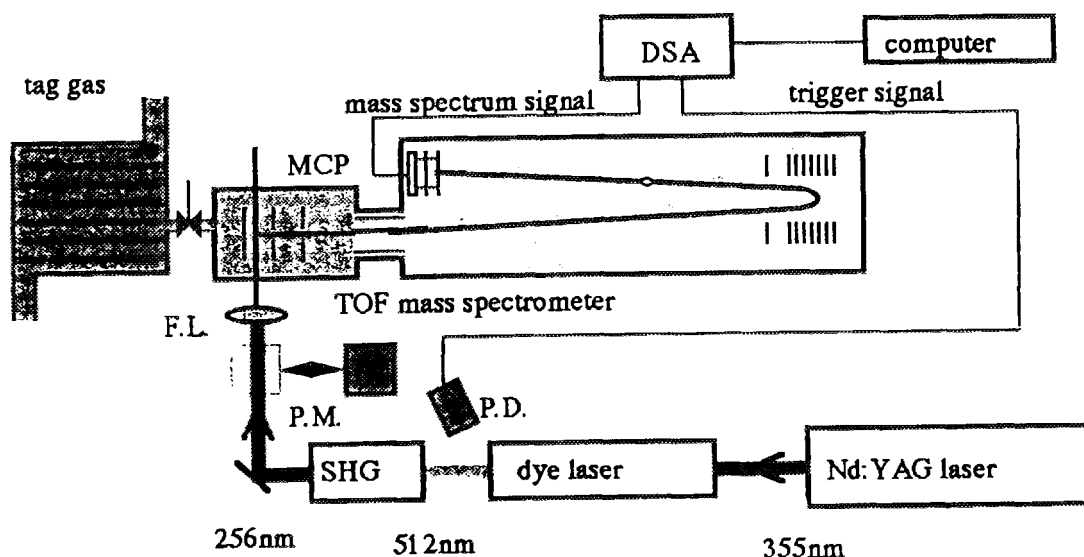 DSA
computer
tag gas
mass spectrum signal
trigger signal
MCP
TOF mass spectrometer
F.L.
P.M.
P.D.
SHG
dye laser
Nd:YAG laser
256nm
512nm
355nm